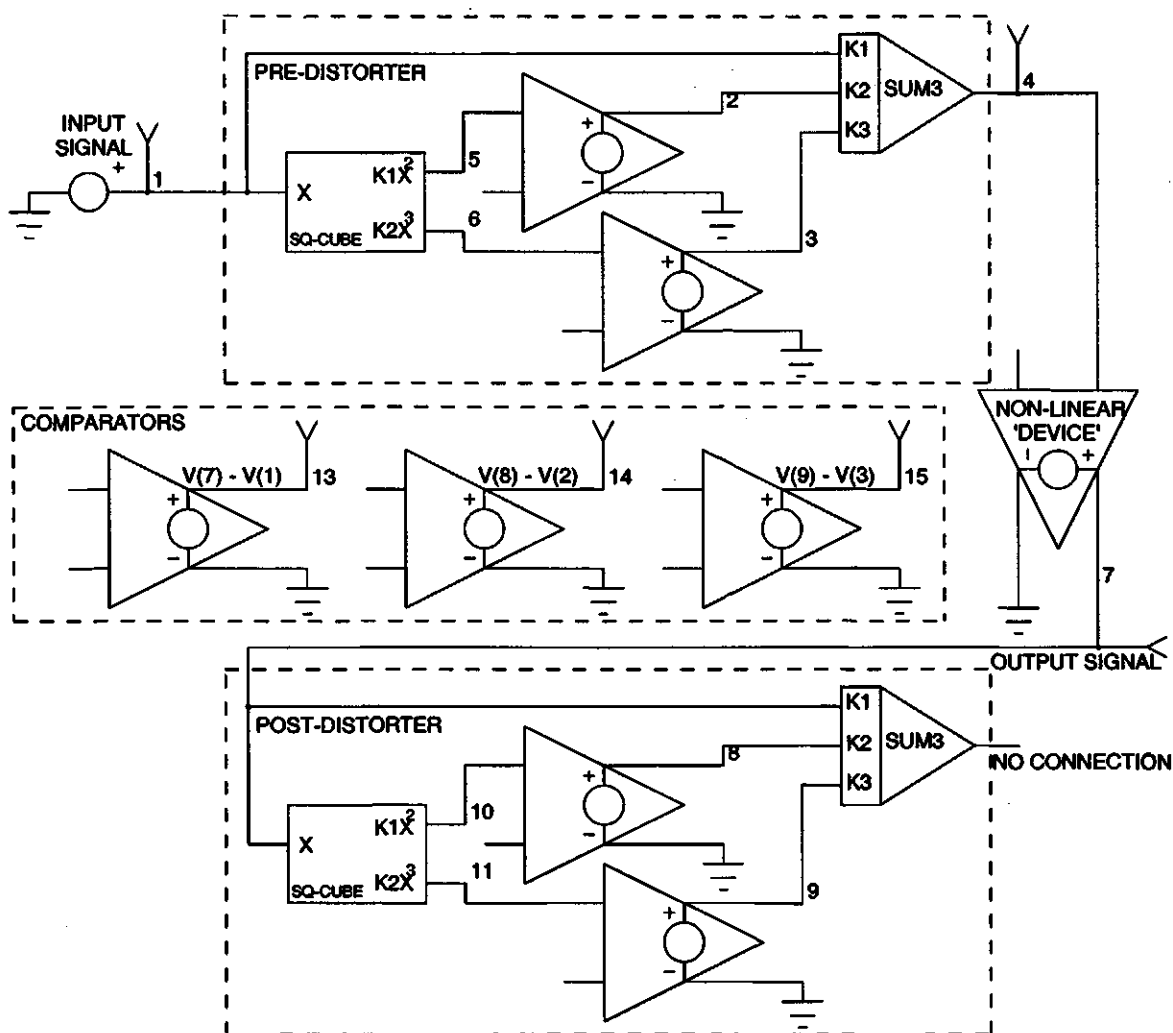 PRE-DISTORTER
K1
K2
SUM3
K3
4
INPUT
SIGNAL
+
1
X
K1X²
K2X³
SQ-CUBE
5
6
+
−
2
+
−
3
COMPARATORS
V(7) - V(1)
13
+
−
V(8) - V(2)
14
+
−
V(9) - V(3)
15
+
−
NON-LINEAR
'DEVICE'
− +
7
OUTPUT SIGNAL
POST-DISTORTER
K1
K2
SUM3
K3
NO CONNECTION
X
K1X²
K2X³
SQ-CUBE
10
11
+
−
8
+
−
9